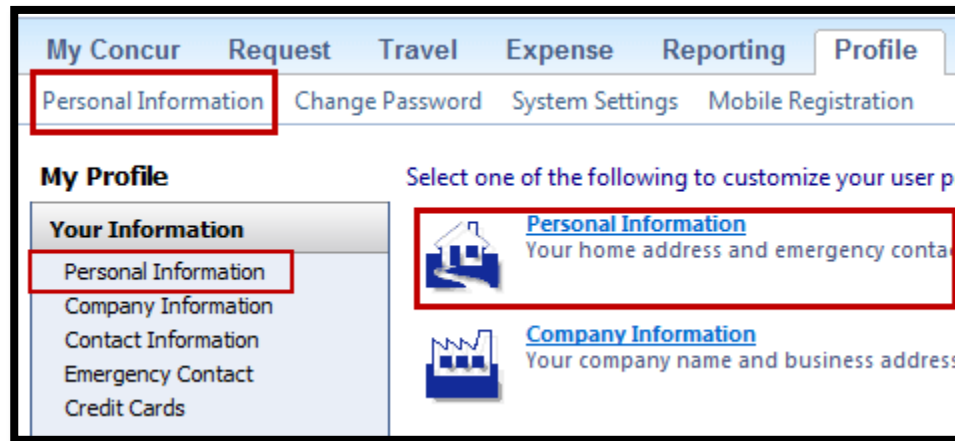 My Concur Request Travel Expense Reporting Profile
Personal Information Change Password System Settings Mobile Registration
My Profile
Select one of the following to customize your user
Your Information
Personal Information
Company Information
Contact Information
Emergency Contact
Credit Cards
Personal Information
Your home address and emergency
Company Information
Your company name and business address